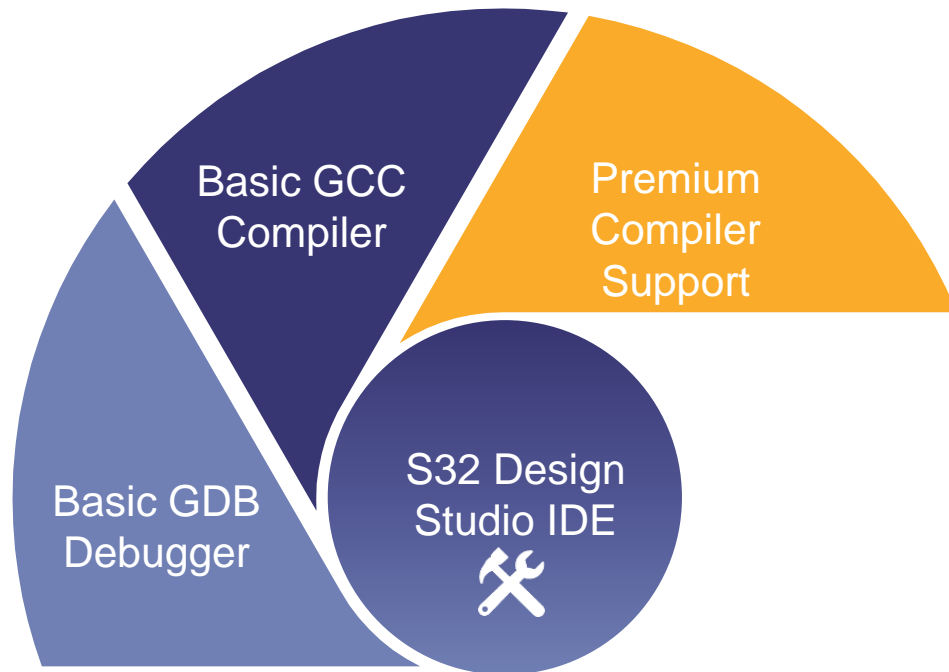 Basic GCC
Compiler
Premium
Compiler
Support
Basic GDB
Debugger
S32 Design
Studio IDE